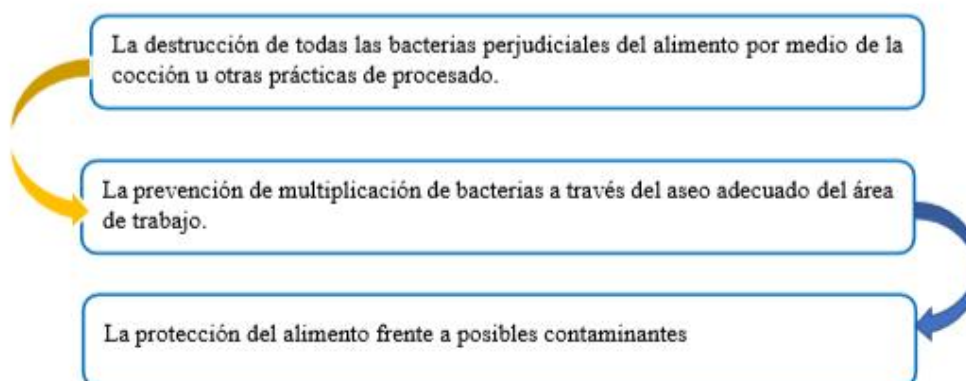 La destrucción de todas las bacterias perjudiciales del alimento por medio de la
cocción u otras prácticas de procesado.
La prevención de multiplicación de bacterias a través del aseo adecuado del área
de trabajo.
La protección del alimento frente a posibles contaminantes